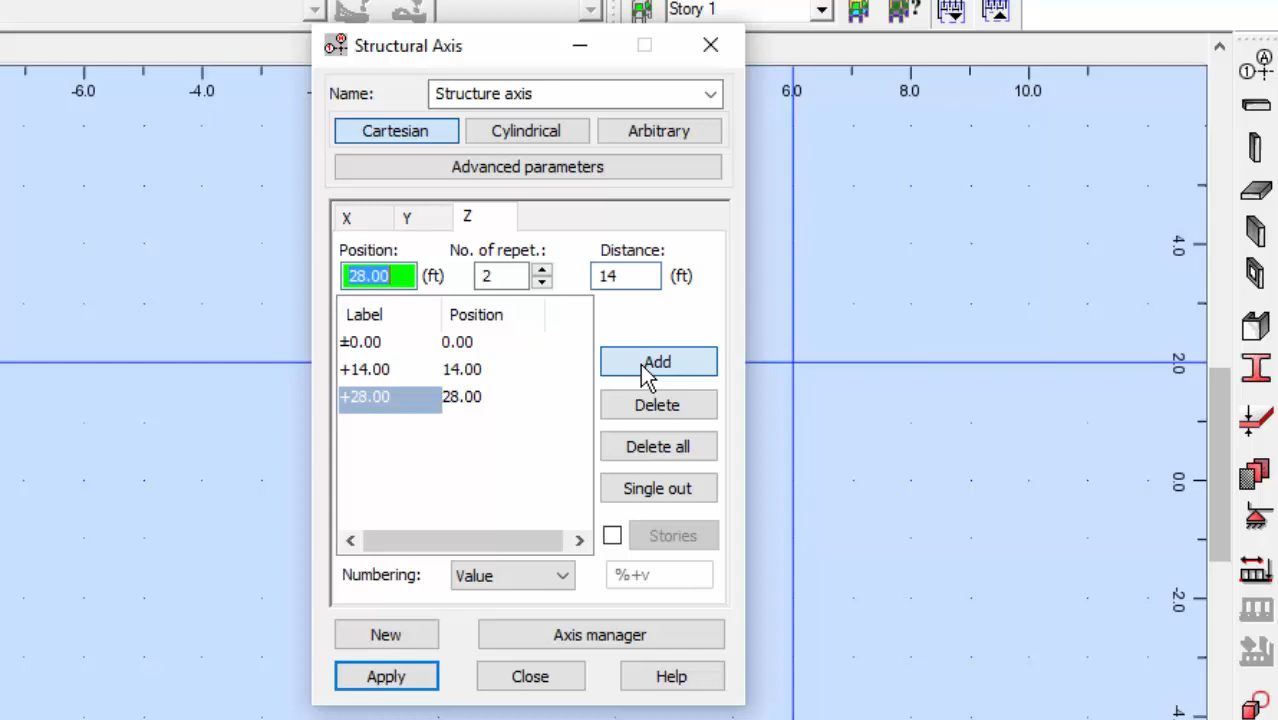 Story 1
Structural Axis
-6.0 -4.0 6.0 8.0 10.0
Name: Structure axis
Cartesian Cylindrical Arbitrary
Advanced parameters
X Y Z
Position: No. of repet.: Distance:
28.00 (ft) 2 14 (ft)
Label Position
±0.00 0.00
+14.00 14.00
+28.00 28.00
Add
Delete
Delete all
Single out
Stories
Numbering: Value %+v
New Axis manager
Apply Close Help
4.0
2.0
0.0
-2.0
-4